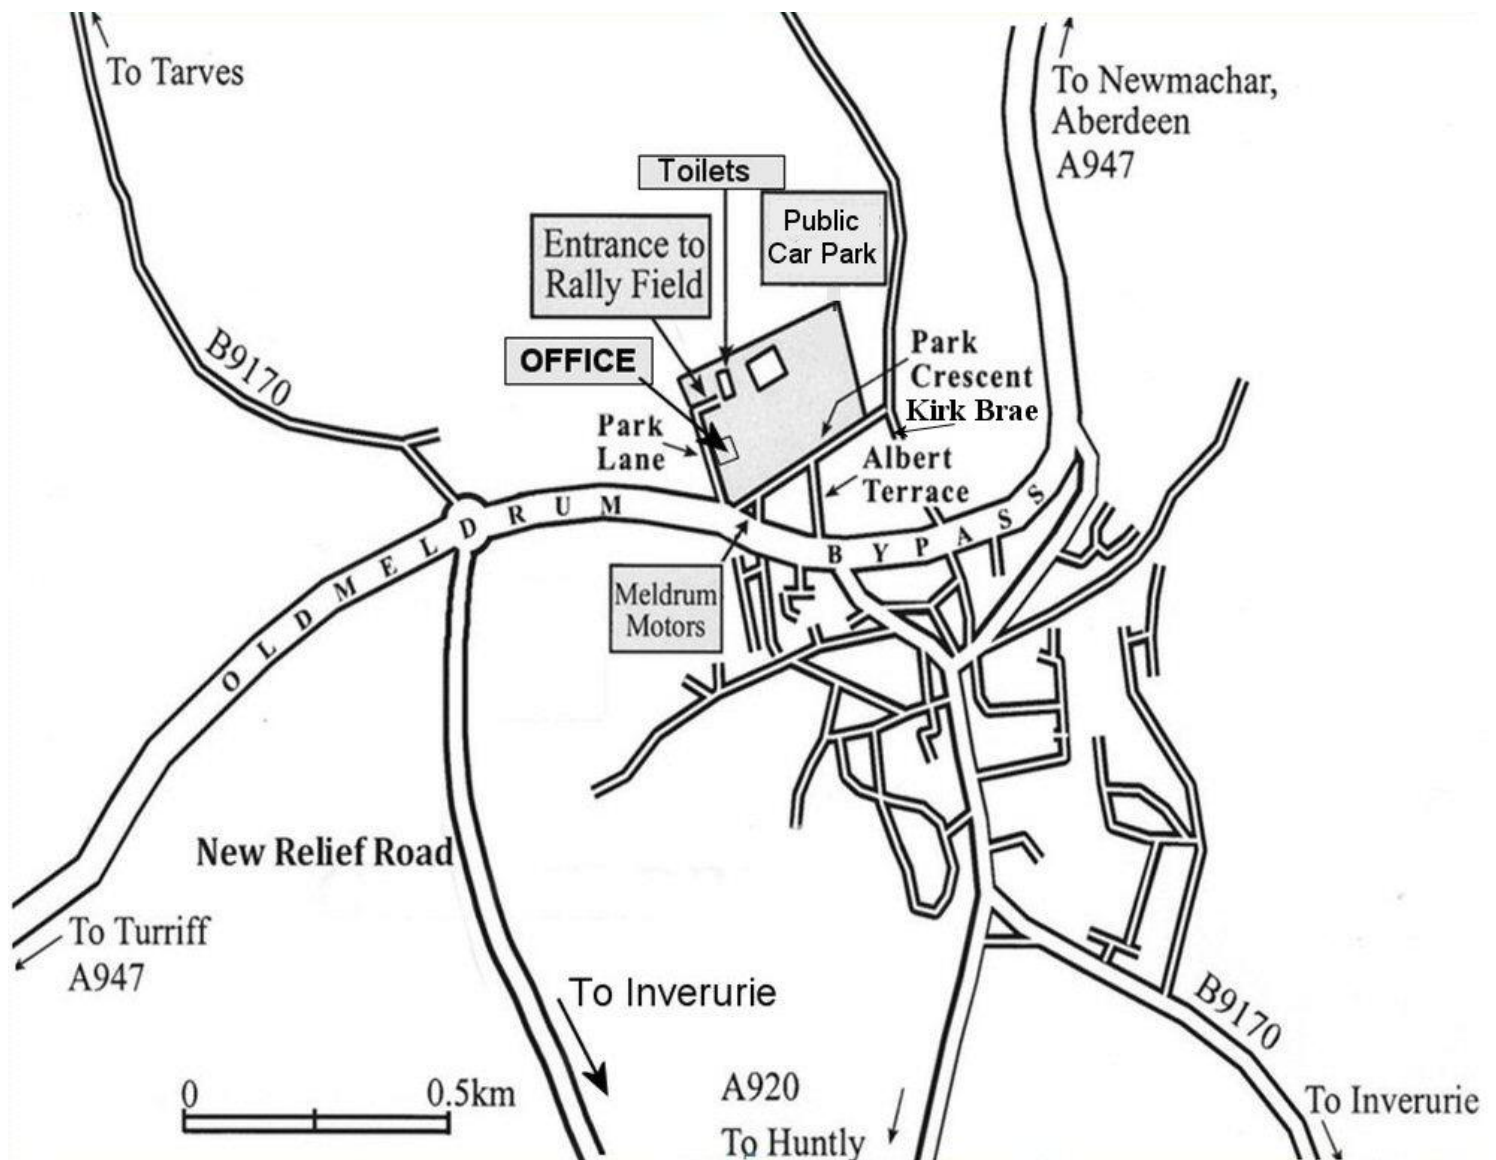 To Tarves
To Newmachar,
Aberdeen
A947
Toilets
Public
Car Park
Entrance to
Rally Field
OFFICE
B9170
Park
Crescent
Kirk Brae
Park
Lane
Albert
Terrace
OLDMELDRUM BYPASS
Meldrum
Motors
New Relief Road
To Turriff
A947
To Inverurie
B9170
0 0.5km
A920
To Huntly
To Inverurie